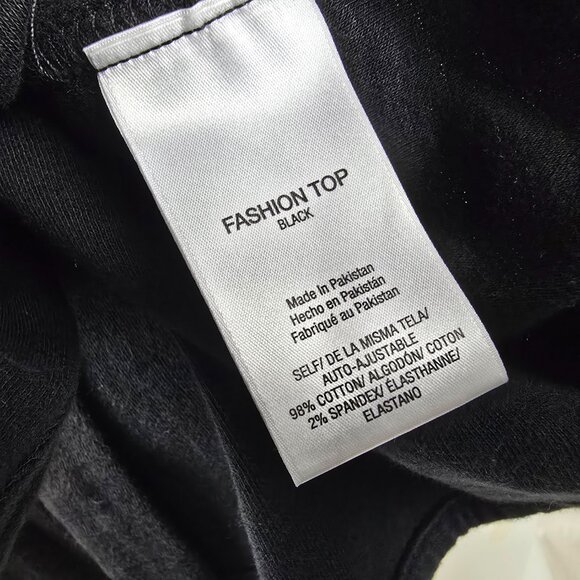 FASHION TOP
BLACK
Made In Pakistan
Hecho en Pakistán
Fabriqué au Pakistan
SELF/ DE LA MISMA TELA/
AUTO-AJUSTABLE
98% COTTON/ ALGODÓN/ COTON
2% SPANDEX/ ÉLASTHANNE/
ELASTANO